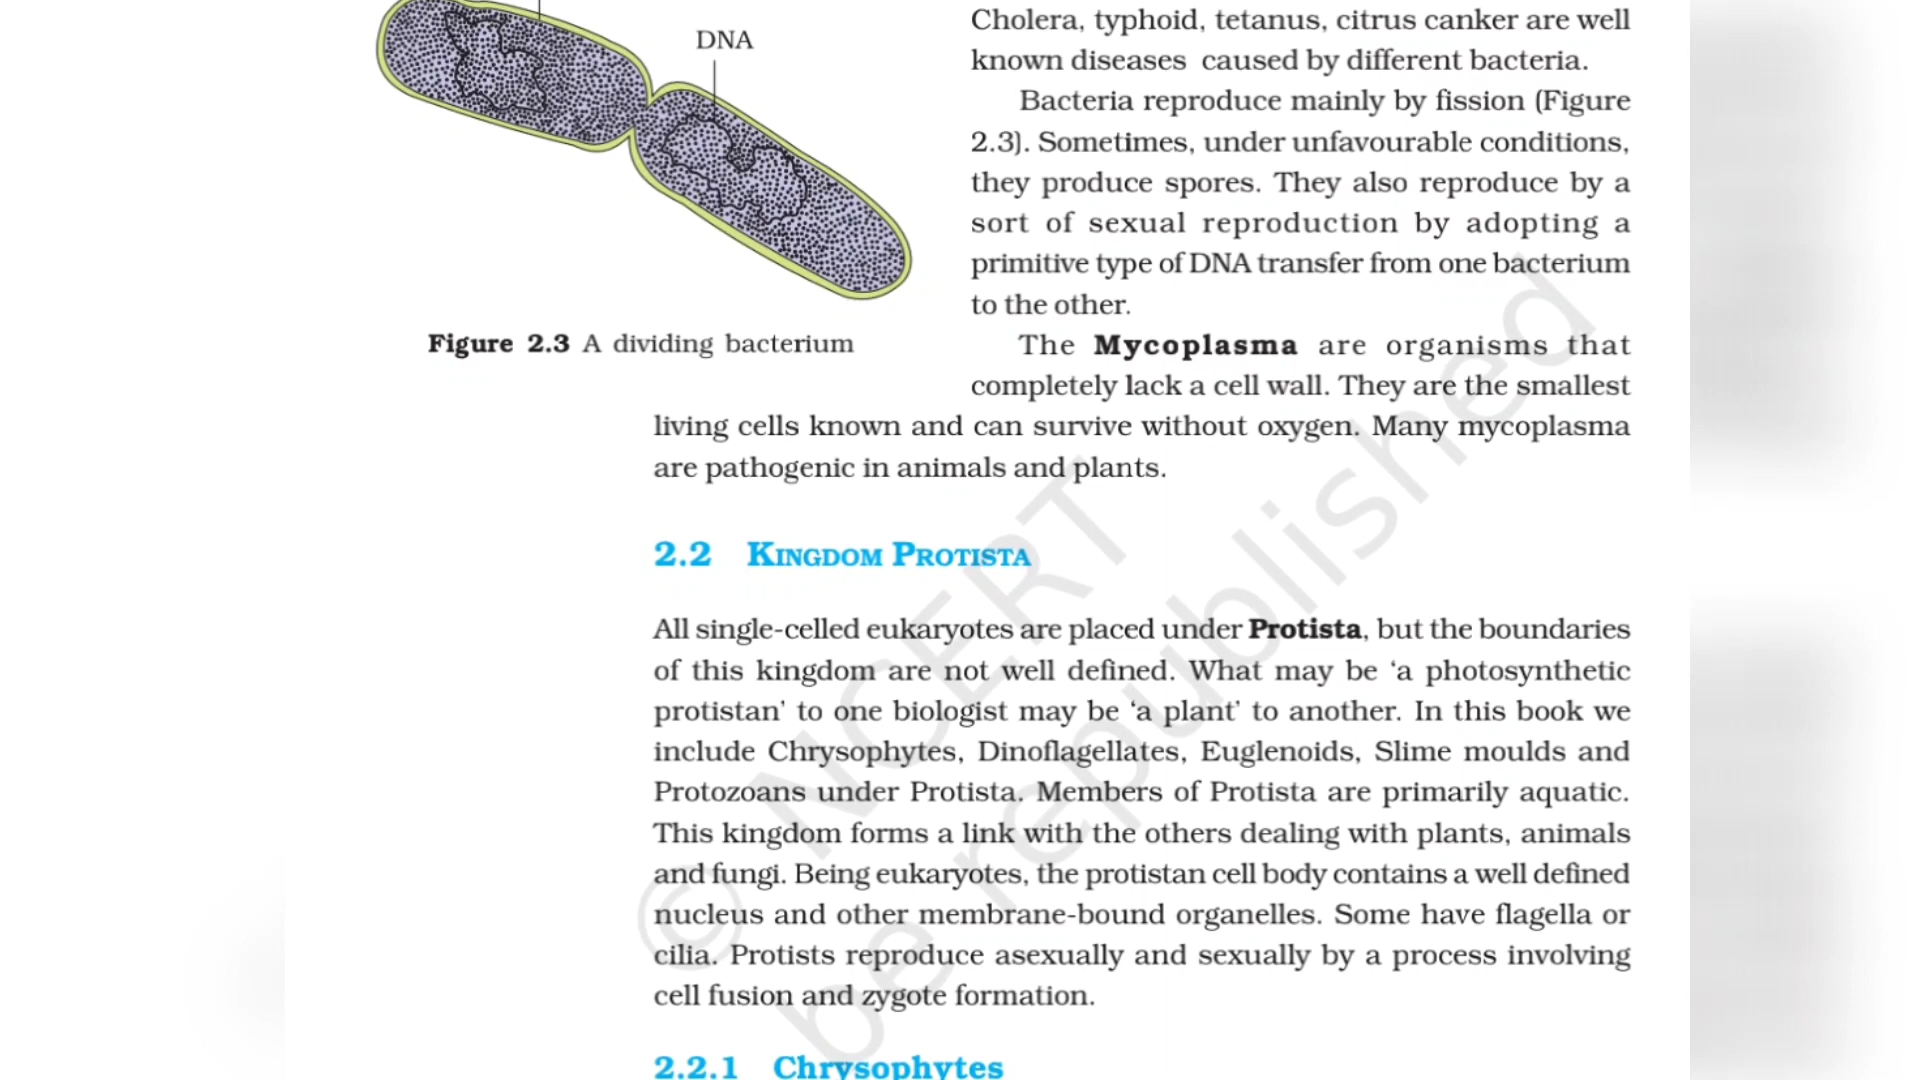 DNA
Figure 2.3 A dividing bacterium
Cholera, typhoid, tetanus, citrus canker are well
known diseases caused by different bacteria.
Bacteria reproduce mainly by fission (Figure
2.3). Sometimes, under unfavourable conditions,
they produce spores. They also reproduce by a
sort of sexual reproduction by adopting a
primitive type of DNA transfer from one bacterium
to the other.
The Mycoplasma are organisms that
completely lack a cell wall. They are the smallest
living cells known and can survive without oxygen. Many mycoplasma
are pathogenic in animals and plants.
2.2 KINGDOM PROTISTA
All single-celled eukaryotes are placed under Protista, but the boundaries
of this kingdom are not well defined. What may be ‘a photosynthetic
protistan’ to one biologist may be ‘a plant’ to another. In this book we
include Chrysophytes, Dinoflagellates, Euglenoids, Slime moulds and
Protozoans under Protista. Members of Protista are primarily aquatic.
This kingdom forms a link with the others dealing with plants, animals
and fungi. Being eukaryotes, the protistan cell body contains a well defined
nucleus and other membrane-bound organelles. Some have flagella or
cilia. Protists reproduce asexually and sexually by a process involving
cell fusion and zygote formation.
2.2.1 Chrysophytes
© NCERT
be republished